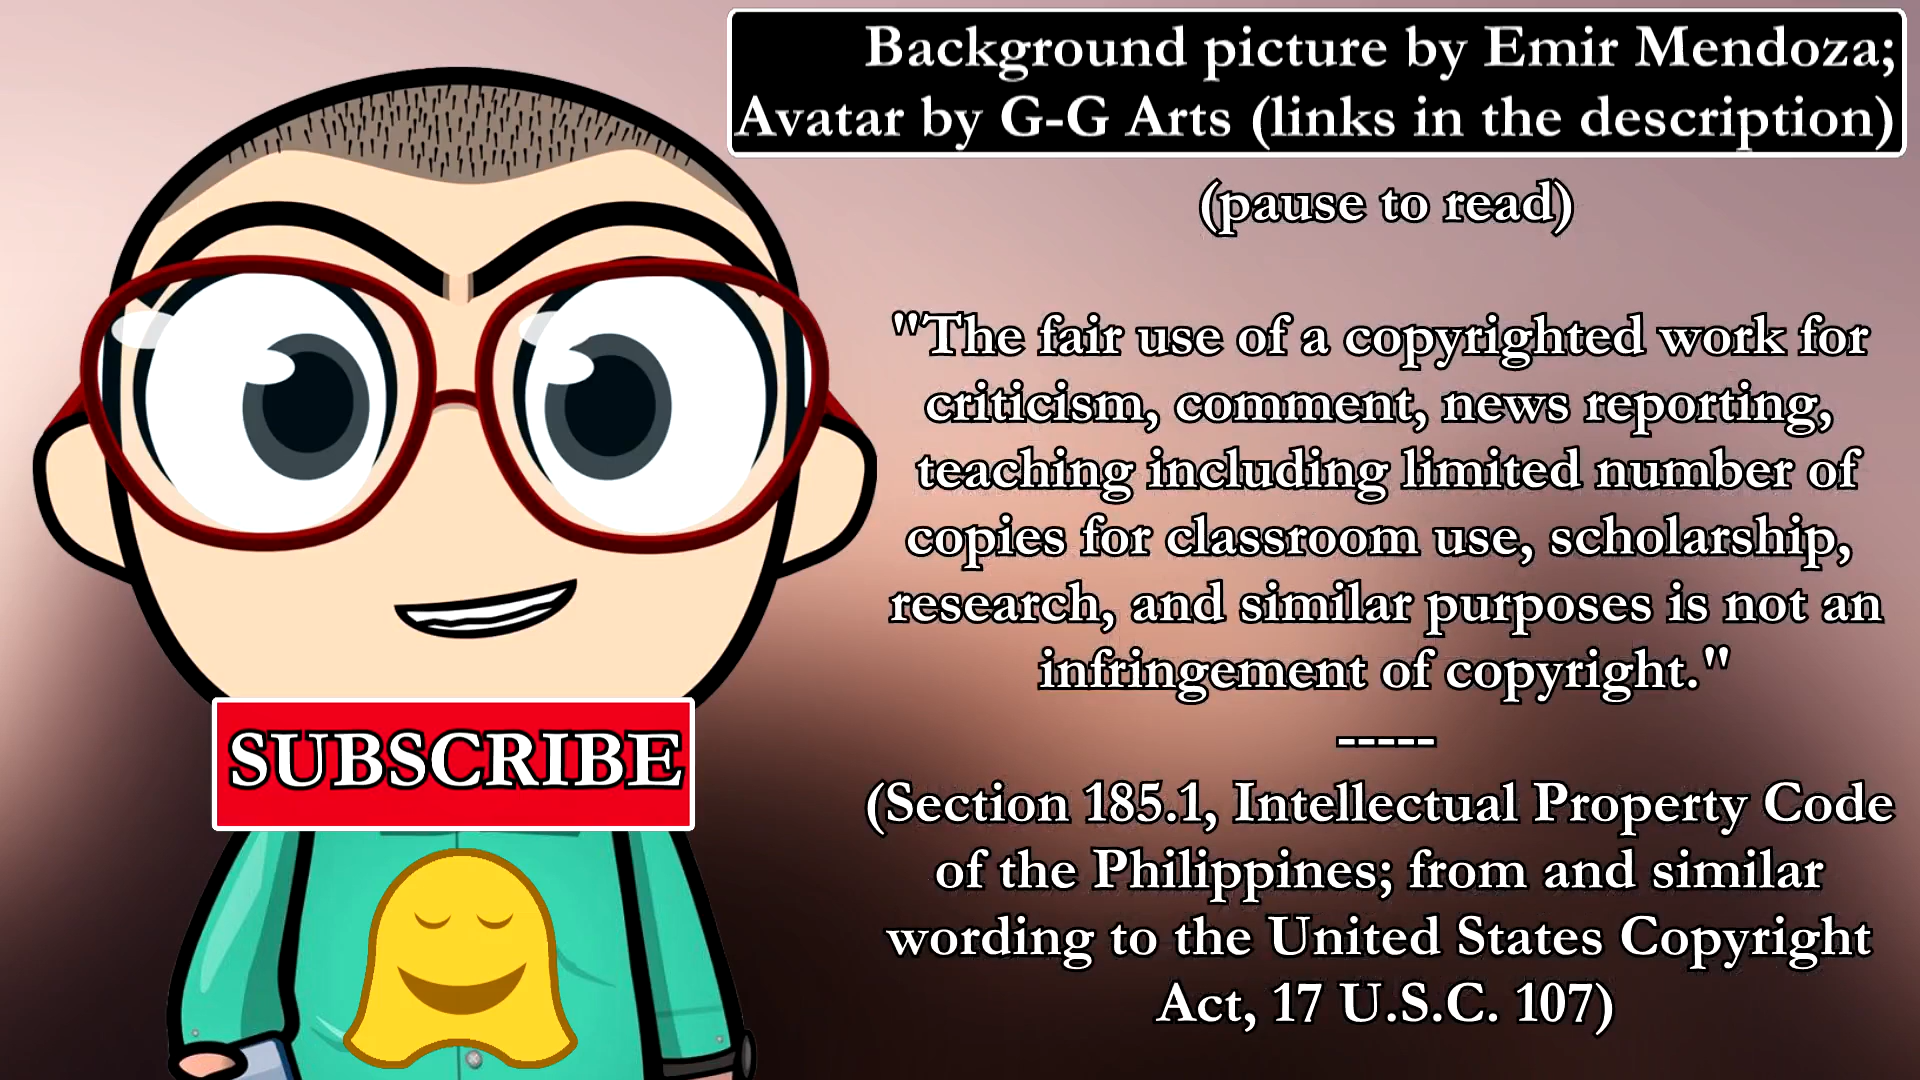 Background picture by Emir Mendoza;
Avatar by G-G Arts (links in the description)
(pause to read)
"The fair use of a copyrighted work for
criticism, comment, news reporting,
teaching including limited number of
copies for classroom use, scholarship,
research, and similar purposes is not an
infringement of copyright."
-----
(Section 185.1, Intellectual Property Code
of the Philippines; from and similar
wording to the United States Copyright
Act, 17 U.S.C. 107)
SUBSCRIBE